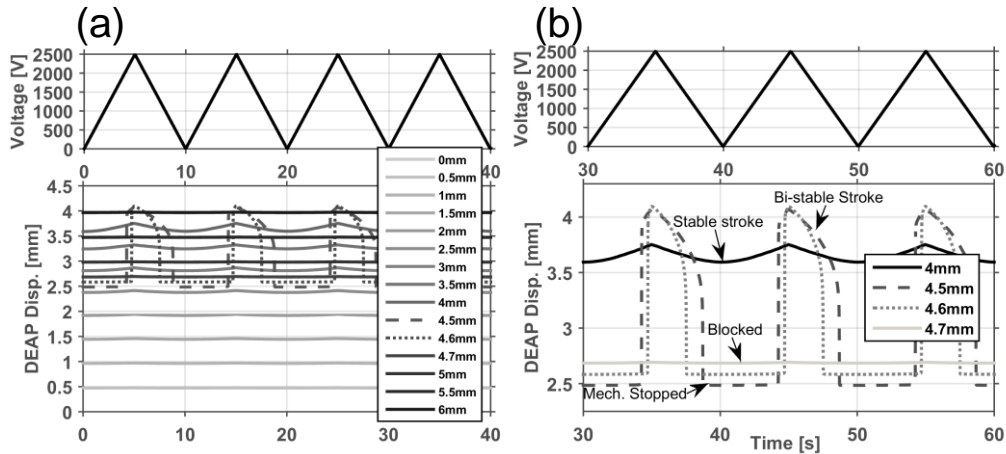 (a)
Voltage [V]
2500
2000
1500
1000
500
0
0 10 20 30 40
DEAP Disp. [mm]
4.5
4
3.5
3
2.5
2
1.5
1
0.5
0
0 10 20 30 40
0mm
0.5mm
1mm
1.5mm
2mm
2.5mm
3mm
3.5mm
4mm
4.5mm
4.6mm
4.7mm
5mm
5.5mm
6mm
(b)
Voltage [V]
2500
2000
1500
1000
500
0
30 40 50 60
DEAP Disp. [mm]
4
3.5
3
2.5
Bi-stable Stroke
Stable stroke
Blocked
Mech. Stopped
4mm
4.5mm
4.6mm
4.7mm
30 40 50 60
Time [s]